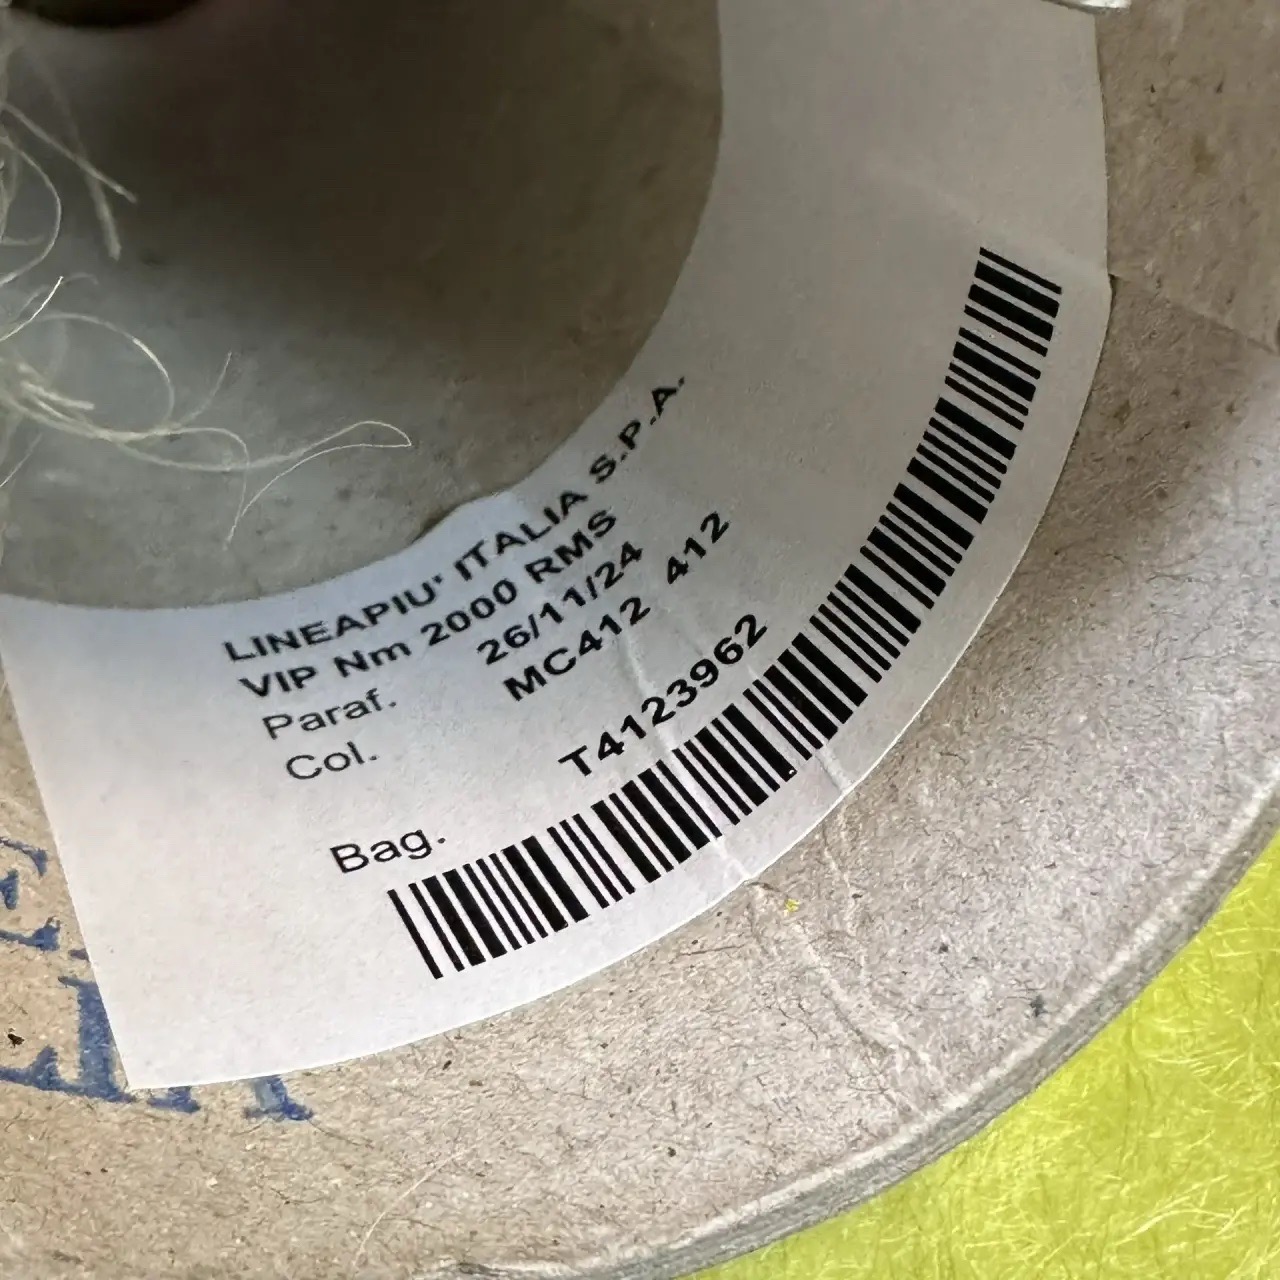 LINEAPIU' ITALIA S.P.A.
VIP Nm 2000 RMS
Paraf. 26/11/24
Col. MC412 412
Bag. T4123962